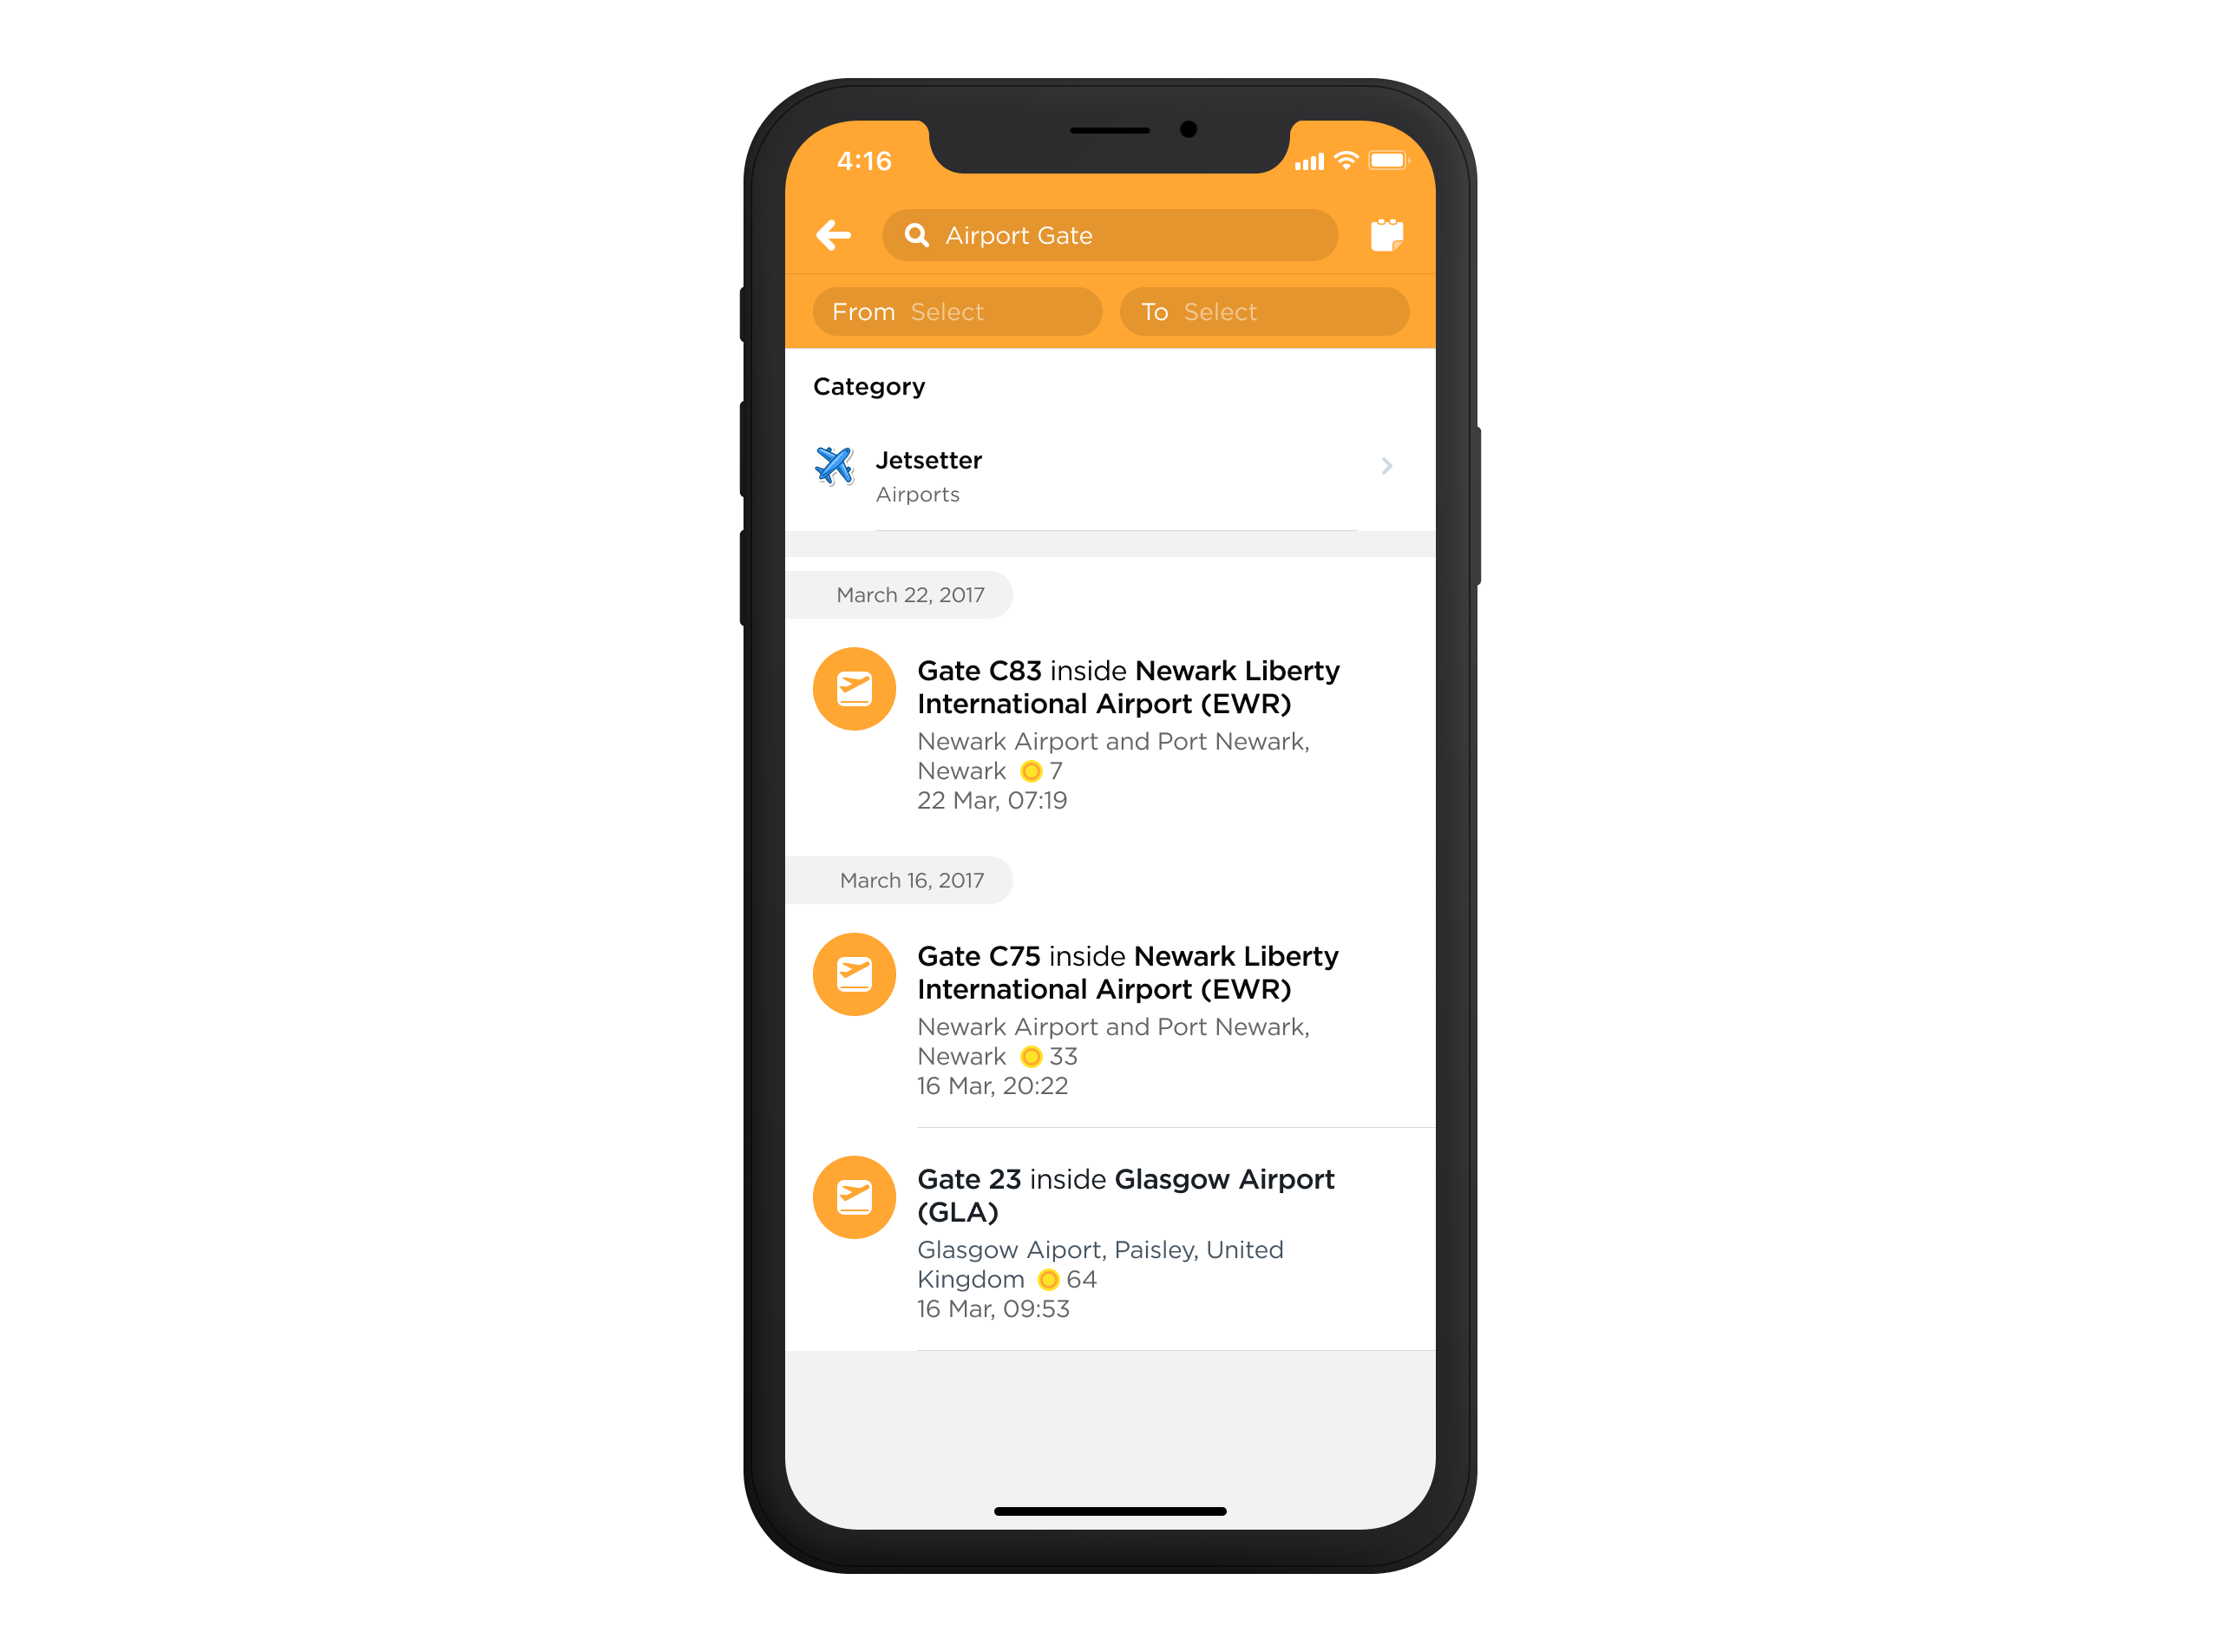 4:16
Airport Gate
From Select To Select
Category
Jetsetter
Airports
March 22, 2017
Gate C83 inside Newark Liberty
International Airport (EWR)
Newark Airport and Port Newark,
Newark 7
22 Mar, 07:19
March 16, 2017
Gate C75 inside Newark Liberty
International Airport (EWR)
Newark Airport and Port Newark,
Newark 33
16 Mar, 20:22
Gate 23 inside Glasgow Airport
(GLA)
Glasgow Aiport, Paisley, United
Kingdom 64
16 Mar, 09:53